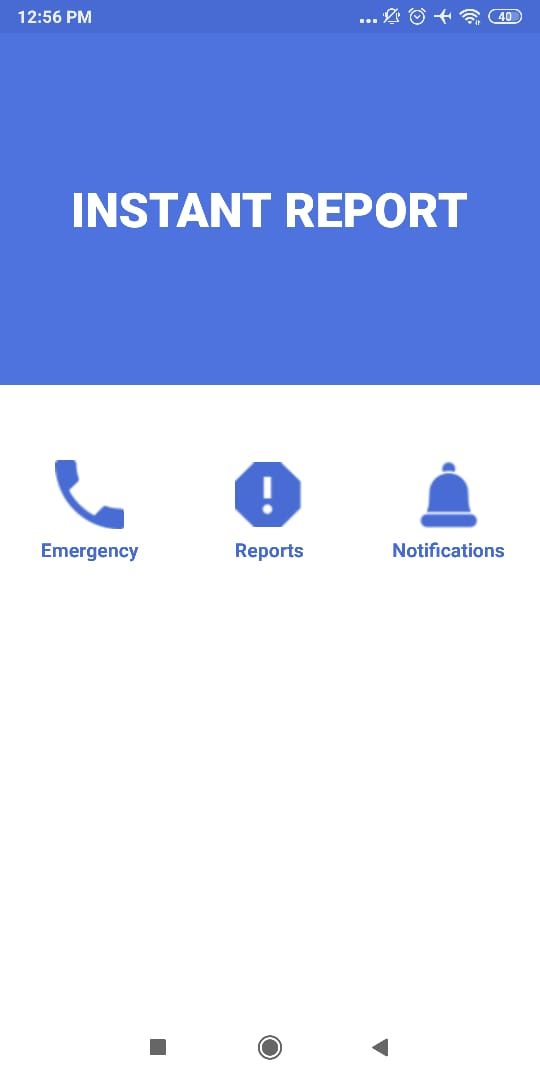 12:56 PM
40
INSTANT REPORT
Emergency
Reports
Notifications